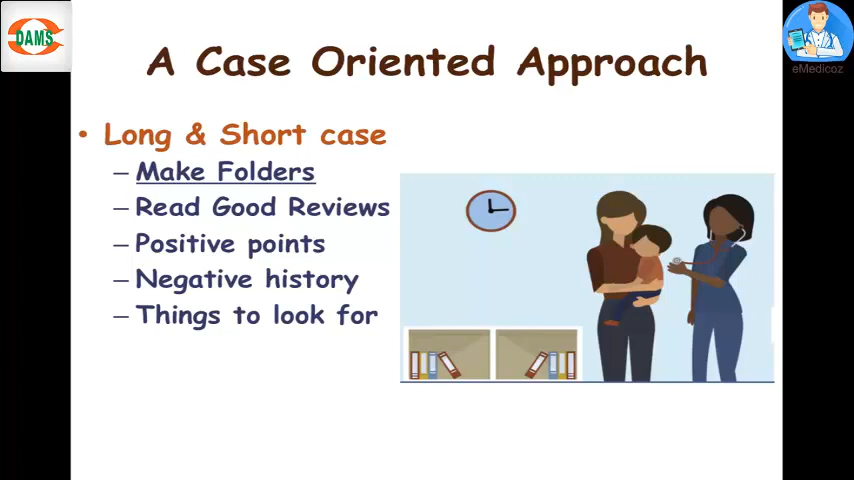 DAMS
eMedicoz
A Case Oriented Approach
• Long & Short case
– Make Folders
– Read Good Reviews
– Positive points
– Negative history
– Things to look for